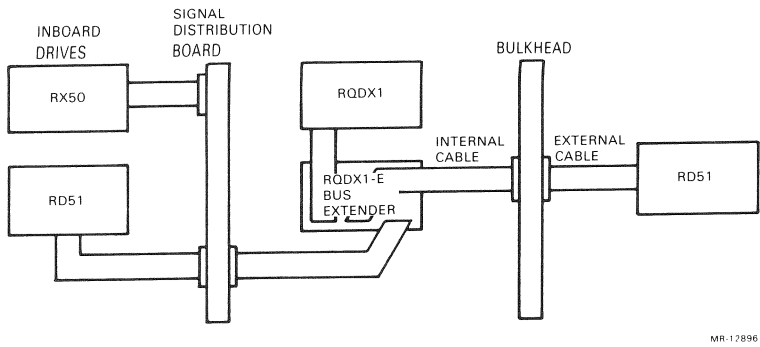 INBOARD
DRIVES
SIGNAL
DISTRIBUTION
BOARD
RX50
RD51
RQDX1
RQDX1-E
BUS
EXTENDER
INTERNAL
CABLE
BULKHEAD
EXTERNAL
CABLE
RD51
MR-12896